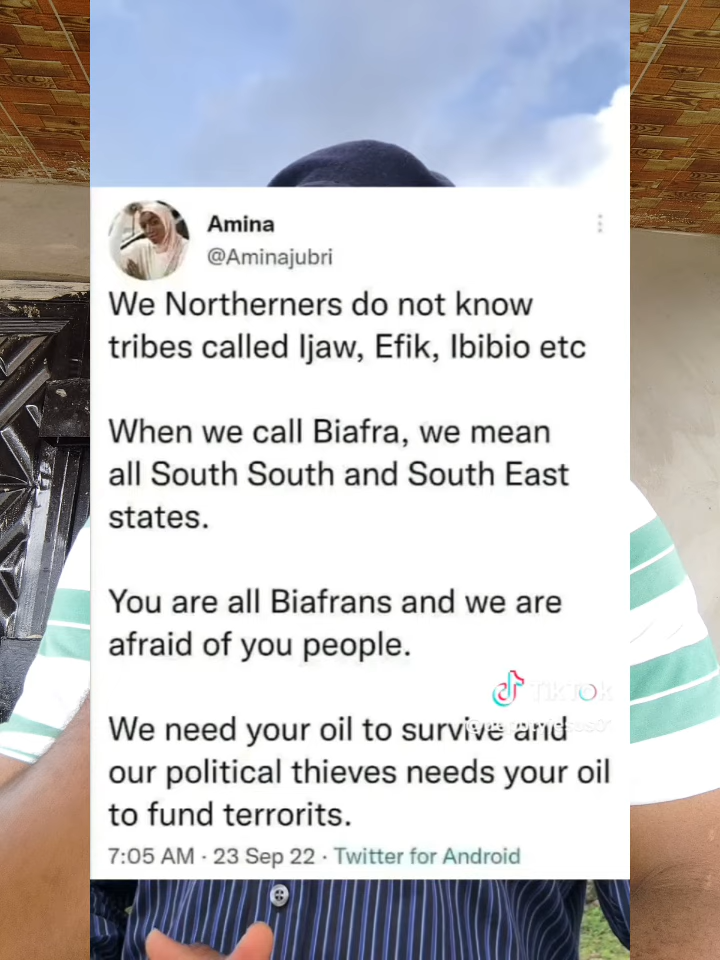 Amina
@Aminajubri
We Northerners do not know
tribes called Ijaw, Efik, Ibibio etc
When we call Biafra, we mean
all South South and South East
states.
You are all Biafrans and we are
afraid of you people.
TikTok
We need your oil to survive and
our political thieves needs your oil
to fund terrorits.
7:05 AM · 23 Sep 22 · Twitter for Android